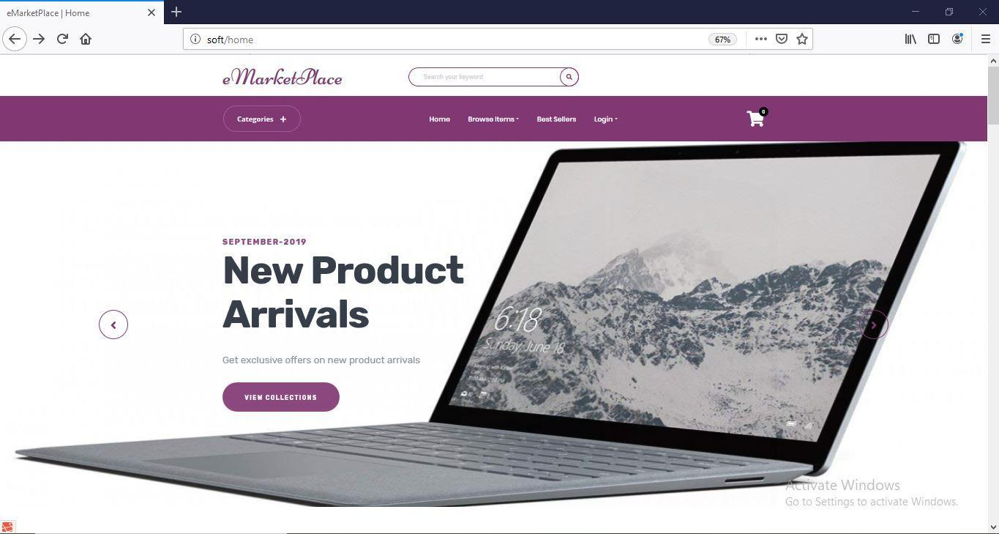 eMarketPlace | Home
soft/home
67%
eMarketPlace
Search your keyword
Categories +
Home
Browse Items
Best Sellers
Login
0
SEPTEMBER-2019
New Product
Arrivals
Get exclusive offers on new product arrivals
VIEW COLLECTIONS
6:18
Sunday, June 18
Activate Windows
Go to Settings to activate Windows.